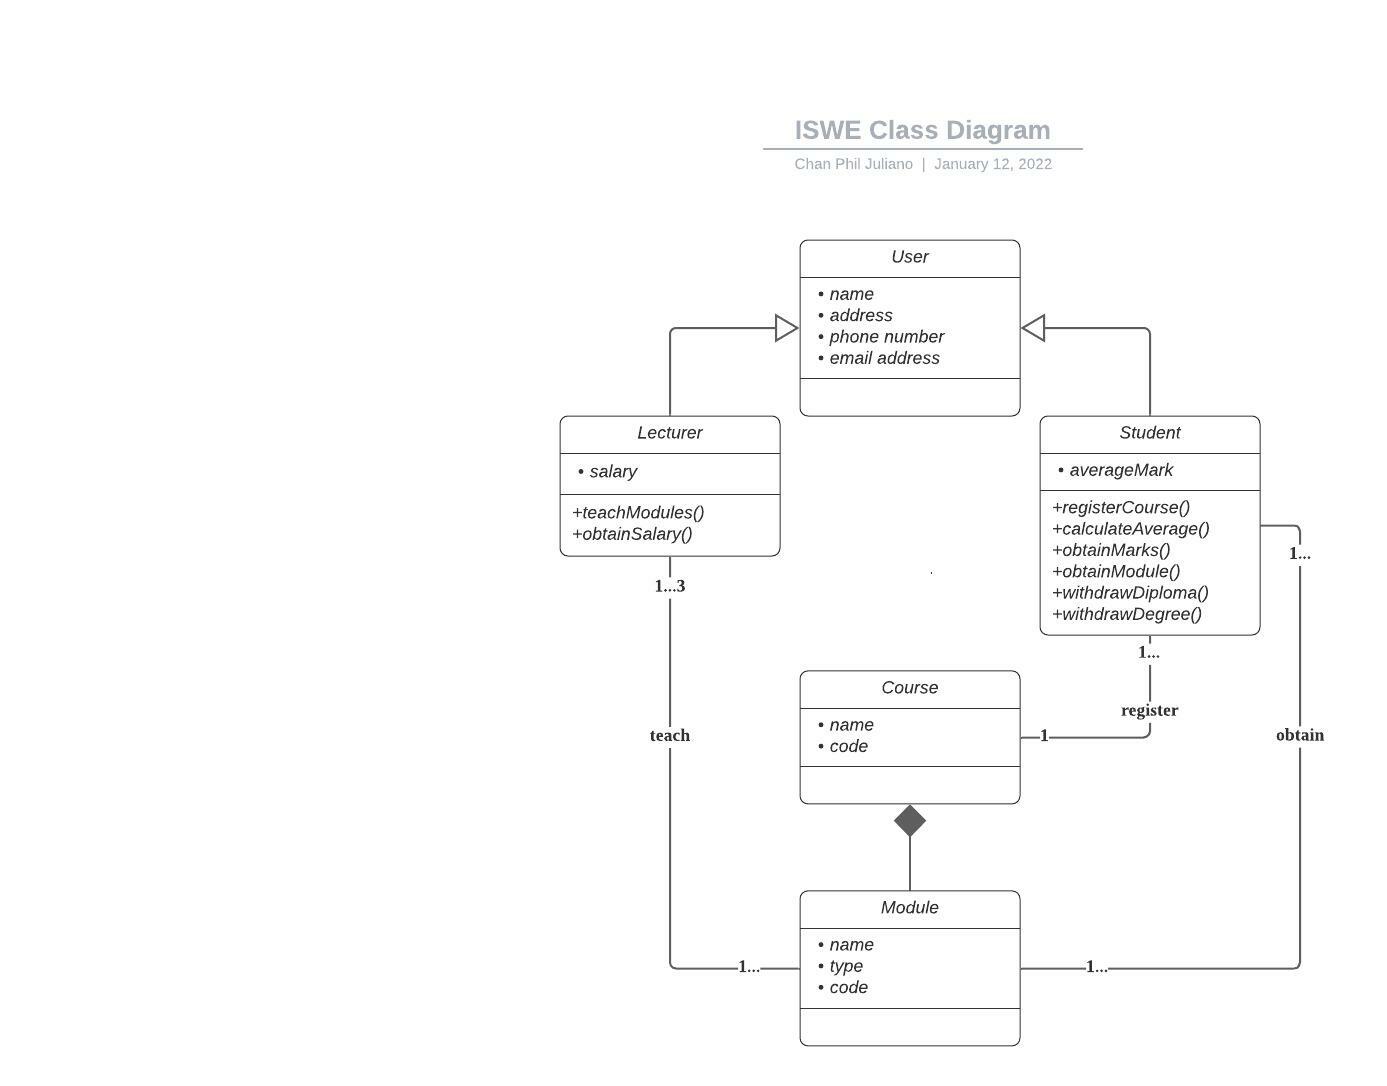 ISWE Class Diagram
Chan Phil Juliano | January 12, 2022
User
• name
• address
• phone number
• email address
Lecturer
• salary
+teachModules()
+obtainSalary()
Student
• averageMark
+registerCourse()
+calculateAverage()
+obtainMarks()
+obtainModule()
+withdrawDiploma()
+withdrawDegree()
1...
1...3
1...
register
1
teach
obtain
Course
• name
• code
Module
• name
• type
• code
1...
1...